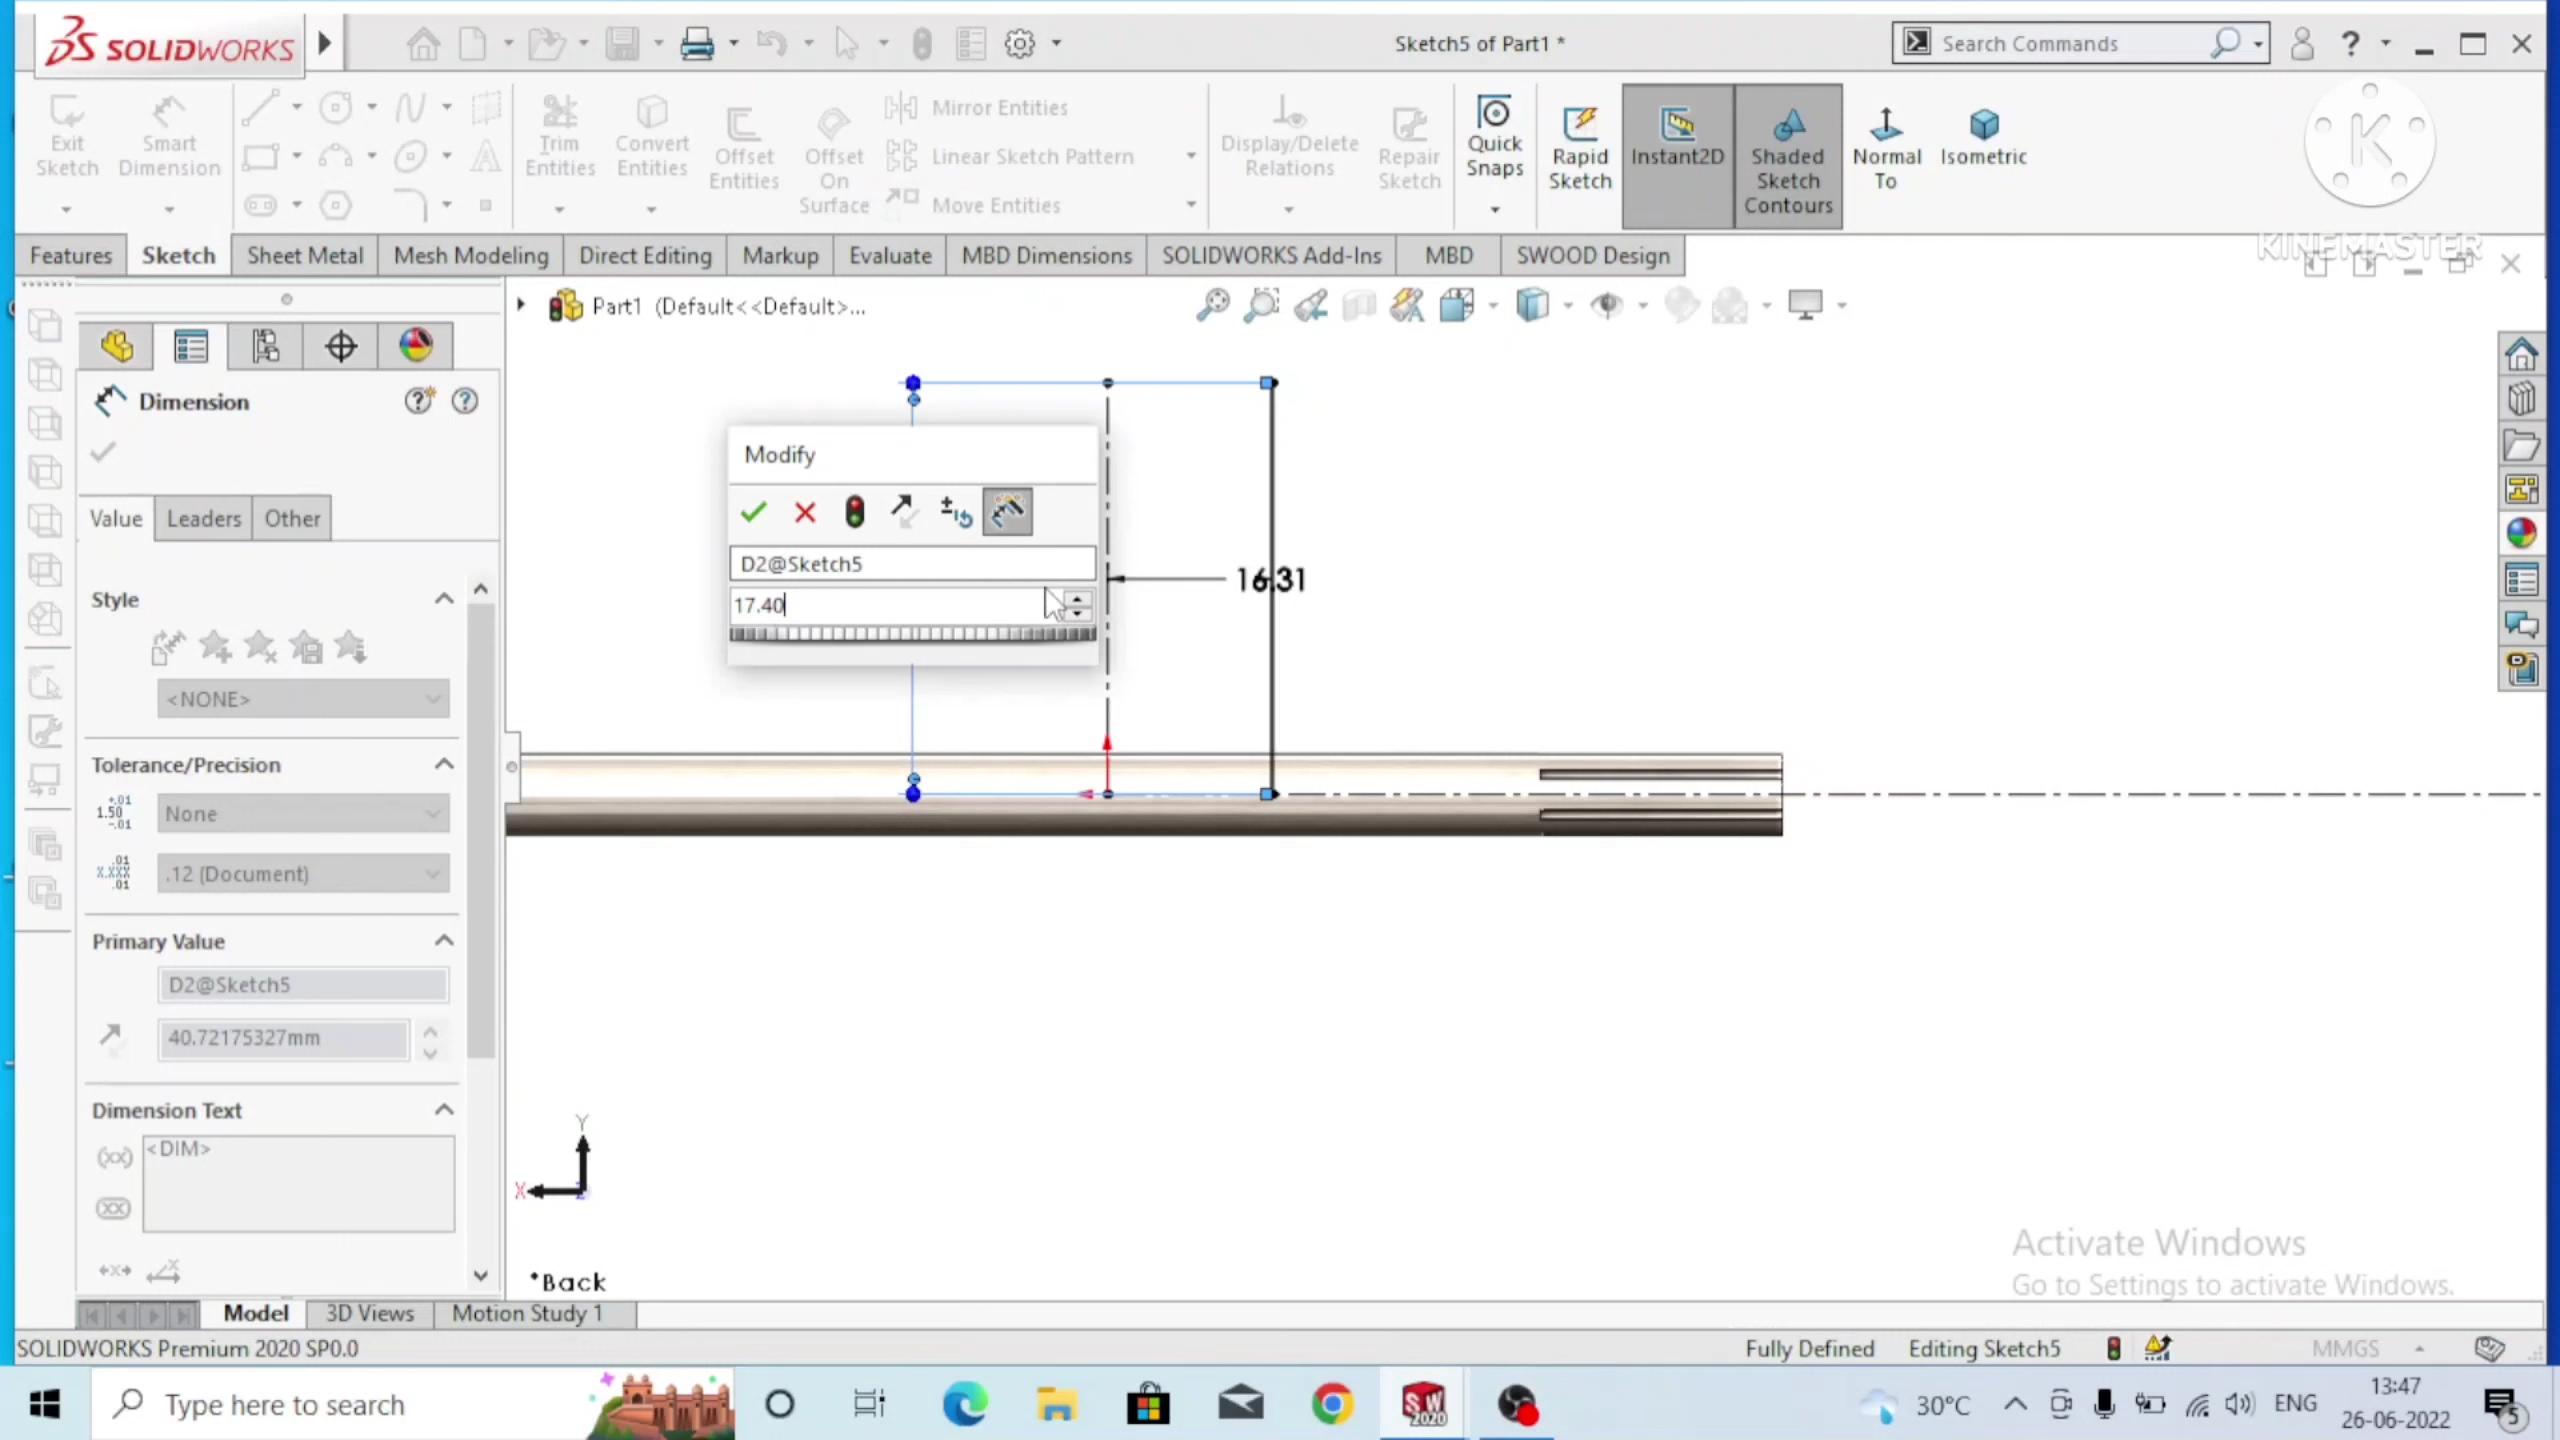 SOLIDWORKS
Sketch5 of Part1 *
Search Commands
Exit Sketch
Smart Dimension
Trim Entities
Convert Entities
Offset Entities
Offset On Surface
Mirror Entities
Linear Sketch Pattern
Move Entities
Display/Delete Relations
Repair Sketch
Quick Snaps
Rapid Sketch
Instant2D
Shaded Sketch Contours
Normal To
Isometric
K
KINEMASTER
Features
Sketch
Sheet Metal
Mesh Modeling
Direct Editing
Markup
Evaluate
MBD Dimensions
SOLIDWORKS Add-Ins
MBD
SWOOD Design
Part1 (Default<<Default>...
Dimension
Value
Leaders
Other
Style
<NONE>
Tolerance/Precision
None
.12 (Document)
Primary Value
D2@Sketch5
40.72175327mm
Dimension Text
<DIM>
Modify
D2@Sketch5
17.40
16.31
Y
X
*Back
Activate Windows
Go to Settings to activate Windows.
Model
3D Views
Motion Study 1
SOLIDWORKS Premium 2020 SP0.0
Fully Defined
Editing Sketch5
MMGS
Type here to search
SW
2020
30°C
ENG
13:47
26-06-2022
5